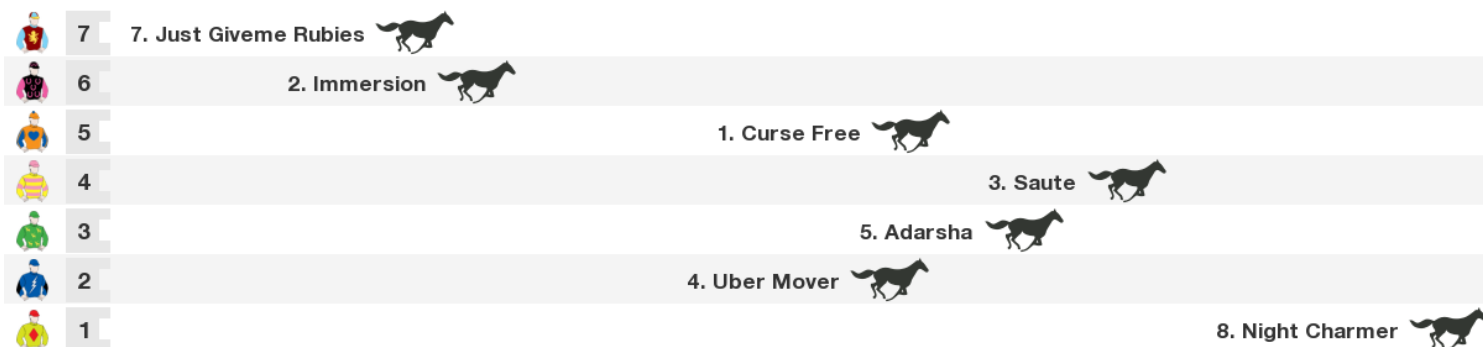 7 7. Just Giveme Rubies
6 2. Immersion
5 1. Curse Free
4 3. Saute
3 5. Adarsha
2 4. Uber Mover
1 8. Night Charmer